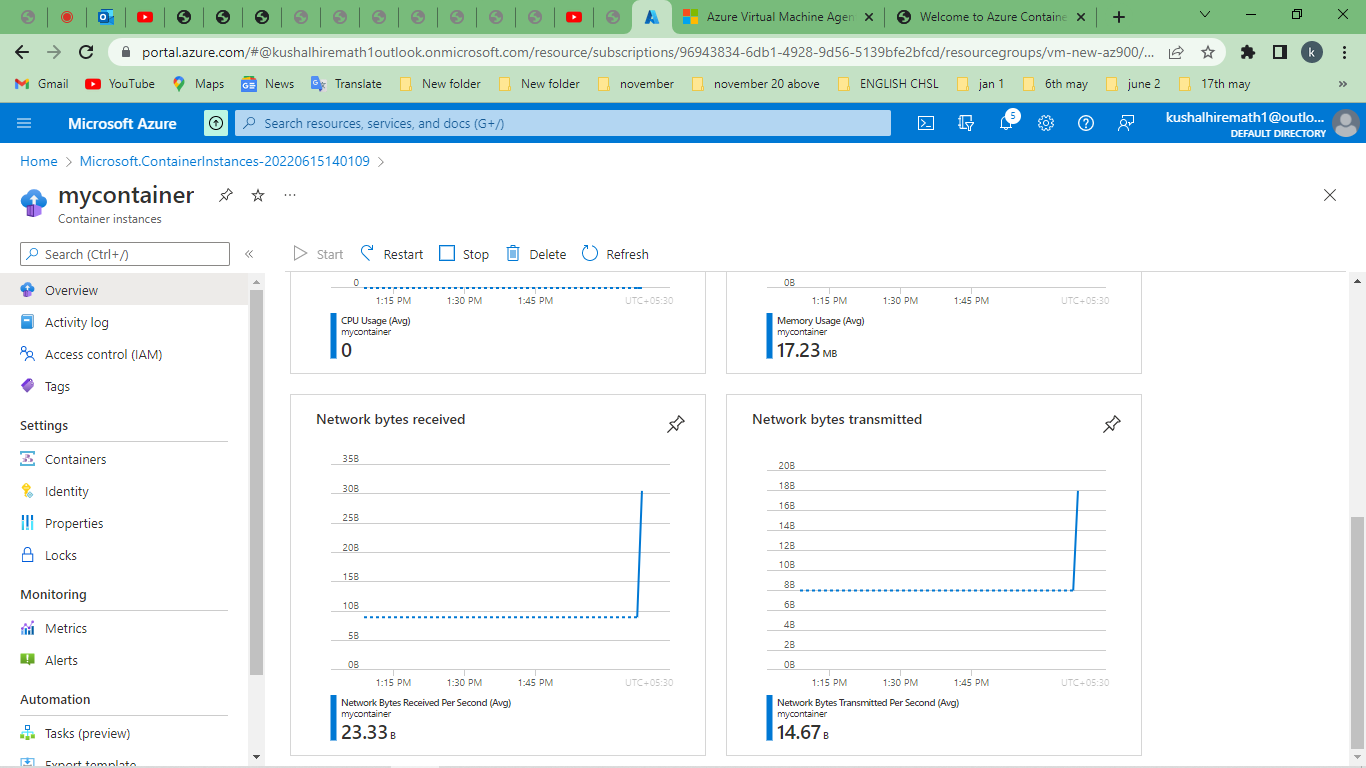 Azure Virtual Machine Agen
Welcome to Azure Containe
portal.azure.com/#@kushalhiremath1outlook.onmicrosoft.com/resource/subscriptions/96943834-6db1-4928-9d56-5139bfe2bfcd/resourcegroups/vm-new-az900/...
k
Gmail YouTube Maps News Translate New folder New folder november november 20 above ENGLISH CHSL jan 1 6th may june 2 17th may »
Microsoft Azure
Search resources, services, and docs (G+/)
5
kushalhiremath1@outlo...
DEFAULT DIRECTORY
Home > Microsoft.ContainerInstances-20220615140109 >
mycontainer
Container instances
Search (Ctrl+/)
«
Start Restart Stop Delete Refresh
Overview
Activity log
Access control (IAM)
Tags
Settings
Containers
Identity
Properties
Locks
Monitoring
Metrics
Alerts
Automation
Tasks (preview)
Export template
0
1:15 PM 1:30 PM 1:45 PM UTC+05:30
CPU Usage (Avg)
mycontainer
0
0B
1:15 PM 1:30 PM 1:45 PM UTC+05:30
Memory Usage (Avg)
mycontainer
17.23 MB
Network bytes received
35B
30B
25B
20B
15B
10B
5B
0B
1:15 PM 1:30 PM 1:45 PM UTC+05:30
Network Bytes Received Per Second (Avg)
mycontainer
23.33 B
Network bytes transmitted
20B
18B
16B
14B
12B
10B
8B
6B
4B
2B
0B
1:15 PM 1:30 PM 1:45 PM UTC+05:30
Network Bytes Transmitted Per Second (Avg)
mycontainer
14.67 B